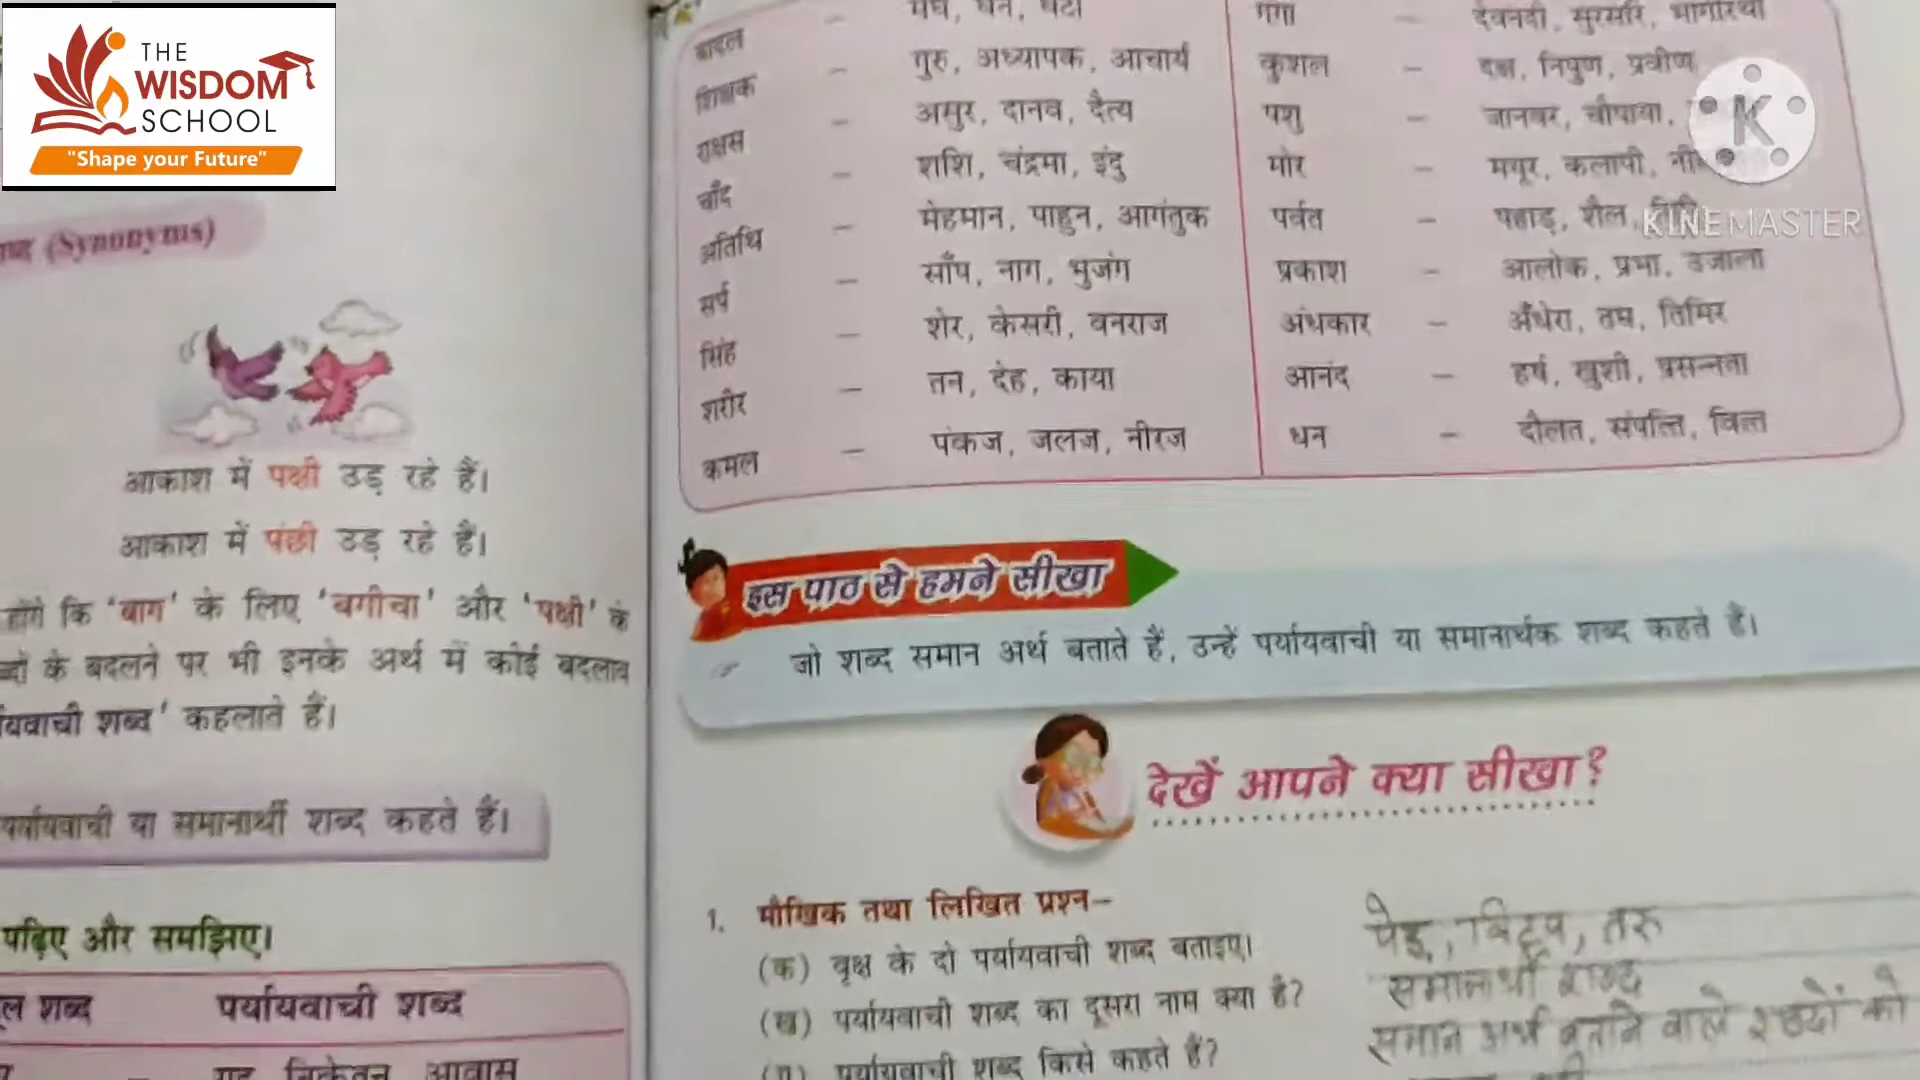 THE
WISDOM
SCHOOL
"Shape your Future"
(Synonyms)
आकाश में पक्षी उड़ रहे हैं।
आकाश में पंछी उड़ रहे हैं।
होंगे कि 'बाग' के लिए 'बगीचा' और 'पक्षी' के
के बदलने पर भी इनके अर्थ में कोई बदलाव
शब्द' कहलाते हैं।
पर्यायवाची या समानार्थी शब्द कहते हैं।
पढ़िए और समझिए।
शब्द पर्यायवाची शब्द
निकेतन आवास
बादल –
शिक्षक – गुरु, अध्यापक, आचार्य
राक्षस – असुर, दानव, दैत्य
चाँद – शशि, चंद्रमा, इंदु
अतिथि – मेहमान, पाहुन, आगंतुक
सर्प – साँप, नाग, भुजंग
सिंह – शेर, केसरी, वनराज
शरीर – तन, देह, काया
कमल – पंकज, जलज, नीरज
गंगा – देवनदी, सुरसरि, भागीरथी
कुशल – दक्ष, निपुण, प्रवीण
पशु – जानवर, चौपाया,
मोर – मयूर, कलापी,
पर्वत – पहाड़, शैल,
प्रकाश – आलोक, प्रभा, उजाला
अंधकार – अँधेरा, तम, तिमिर
आनंद – हर्ष, खुशी, प्रसन्नता
धन – दौलत, संपत्ति, वित्त
K
KINEMASTER
इस पाठ से हमने सीखा
जो शब्द समान अर्थ बताते हैं, उन्हें पर्यायवाची या समानार्थक शब्द कहते हैं।
देखें आपने क्या सीखा?
1. मौखिक तथा लिखित प्रश्न–
(क) वृक्ष के दो पर्यायवाची शब्द बताइए।
पेड़, विटप, तरु
(ख) पर्यायवाची शब्द का दूसरा नाम क्या है?
समानार्थी शब्द
(ग) पर्यायवाची शब्द किसे कहते हैं?
समान अर्थ बताने वाले शब्दों को